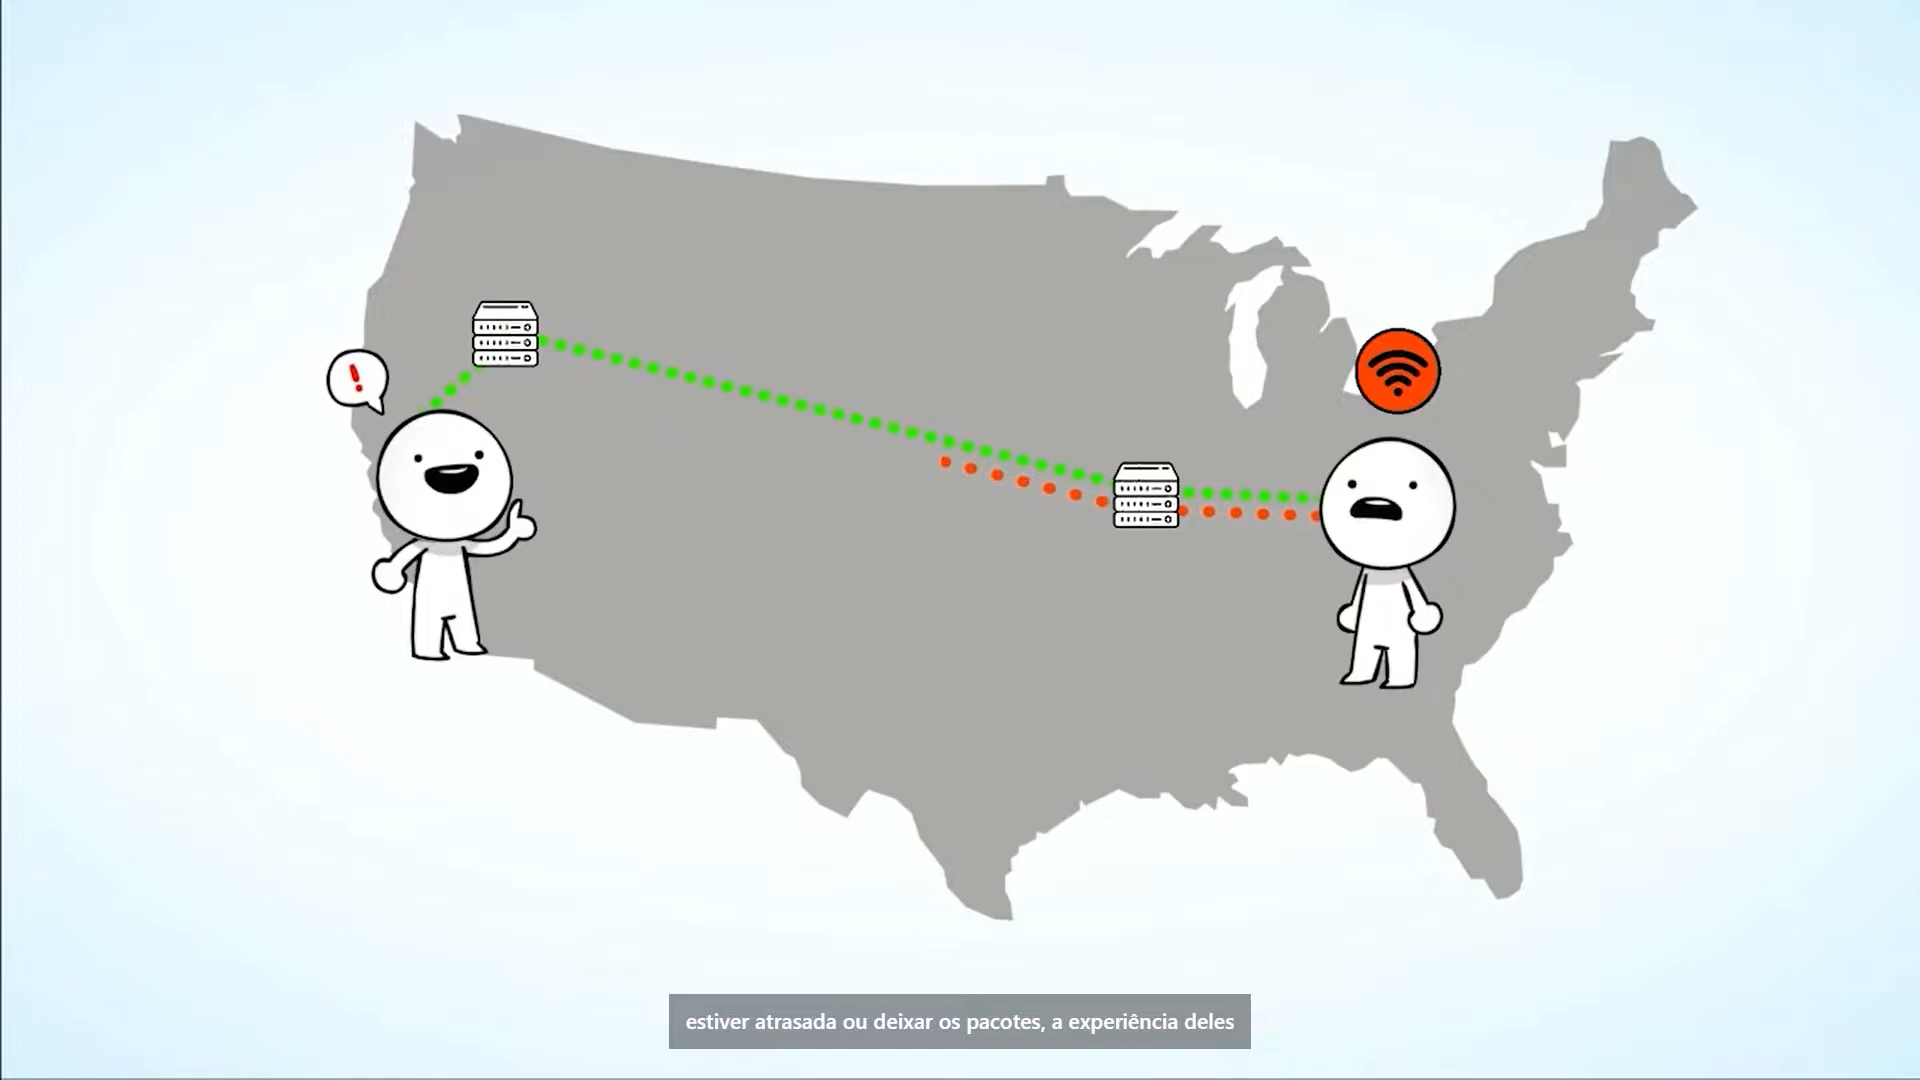 !
estiver atrasada ou deixar os pacotes, a experiência deles